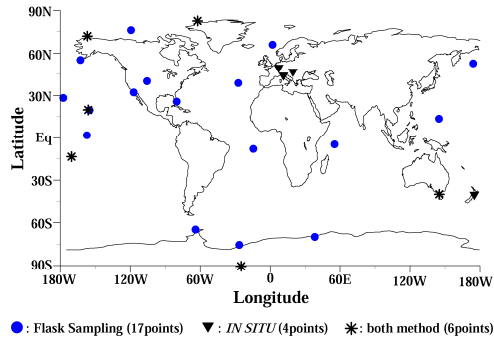 90N
60N
30N
Eq
30S
60S
90S
Latitude
180W 120W 60W 0 60E 120W 180W
Longitude
: Flask Sampling (17points) : IN SITU (4points) : both method (6points)